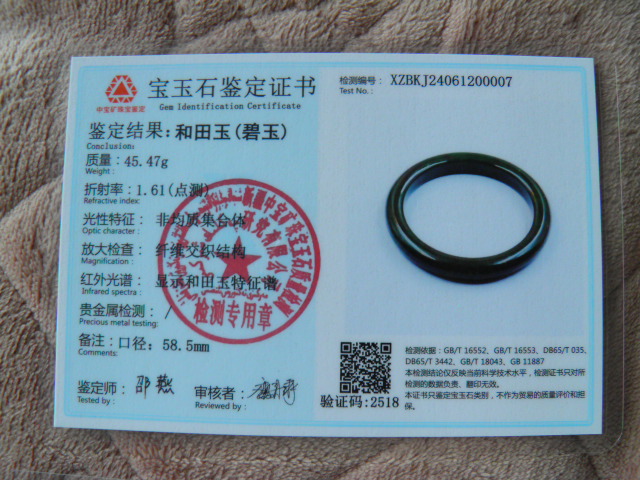 中宝矿珠宝鉴定
宝玉石鉴定证书
Gem Identification Certificate
检测编号: XZBKJ24061200007
Test No.:
鉴定结果: 和田玉(碧玉)
Conclusion:
质量: 45.47g
Weight:
折射率: 1.61(点测)
Refractive index:
光性特征: 非均质集合体
Optic character:
放大检查: 纤维交织结构
Magnification:
红外光谱: 显示和田玉特征谱
Infrared spectra:
贵金属检测: /
Precious metal testing:
备注: 口径: 58.5mm
Comments:
鉴定师: 邵燕
Tested by:
审核者:
Reviewed by:
检测专用章
验证码:2518
检测依据: GB/T 16552、GB/T 16553、DB65/T 035、
DB65/T 3442、GB/T 18043、GB 11887
本检测结论仅反映当前科学技术水平, 检测证书只对所
检测的数据负责、翻印无效。
本证书只鉴定宝玉石类别, 不作为贸易的质量评价和担
保。